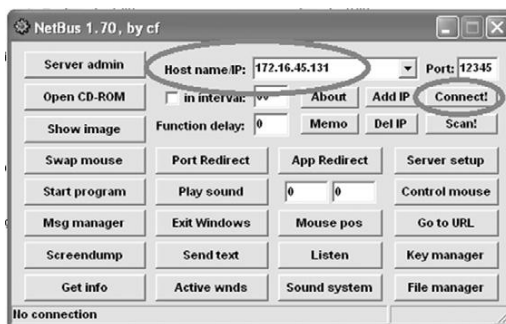 NetBus 1.70, by cf
Server admin Host name/IP: 172.16.45.131 Port: 12345
Open CD-ROM in interval: About Add IP Connect!
Show image Function delay: 0 Memo Del IP Scan!
Swap mouse Port Redirect App Redirect Server setup
Start program Play sound 0 0 Control mouse
Msg manager Exit Windows Mouse pos Go to URL
Screendump Send text Listen Key manager
Get info Active wnds Sound system File manager
No connection